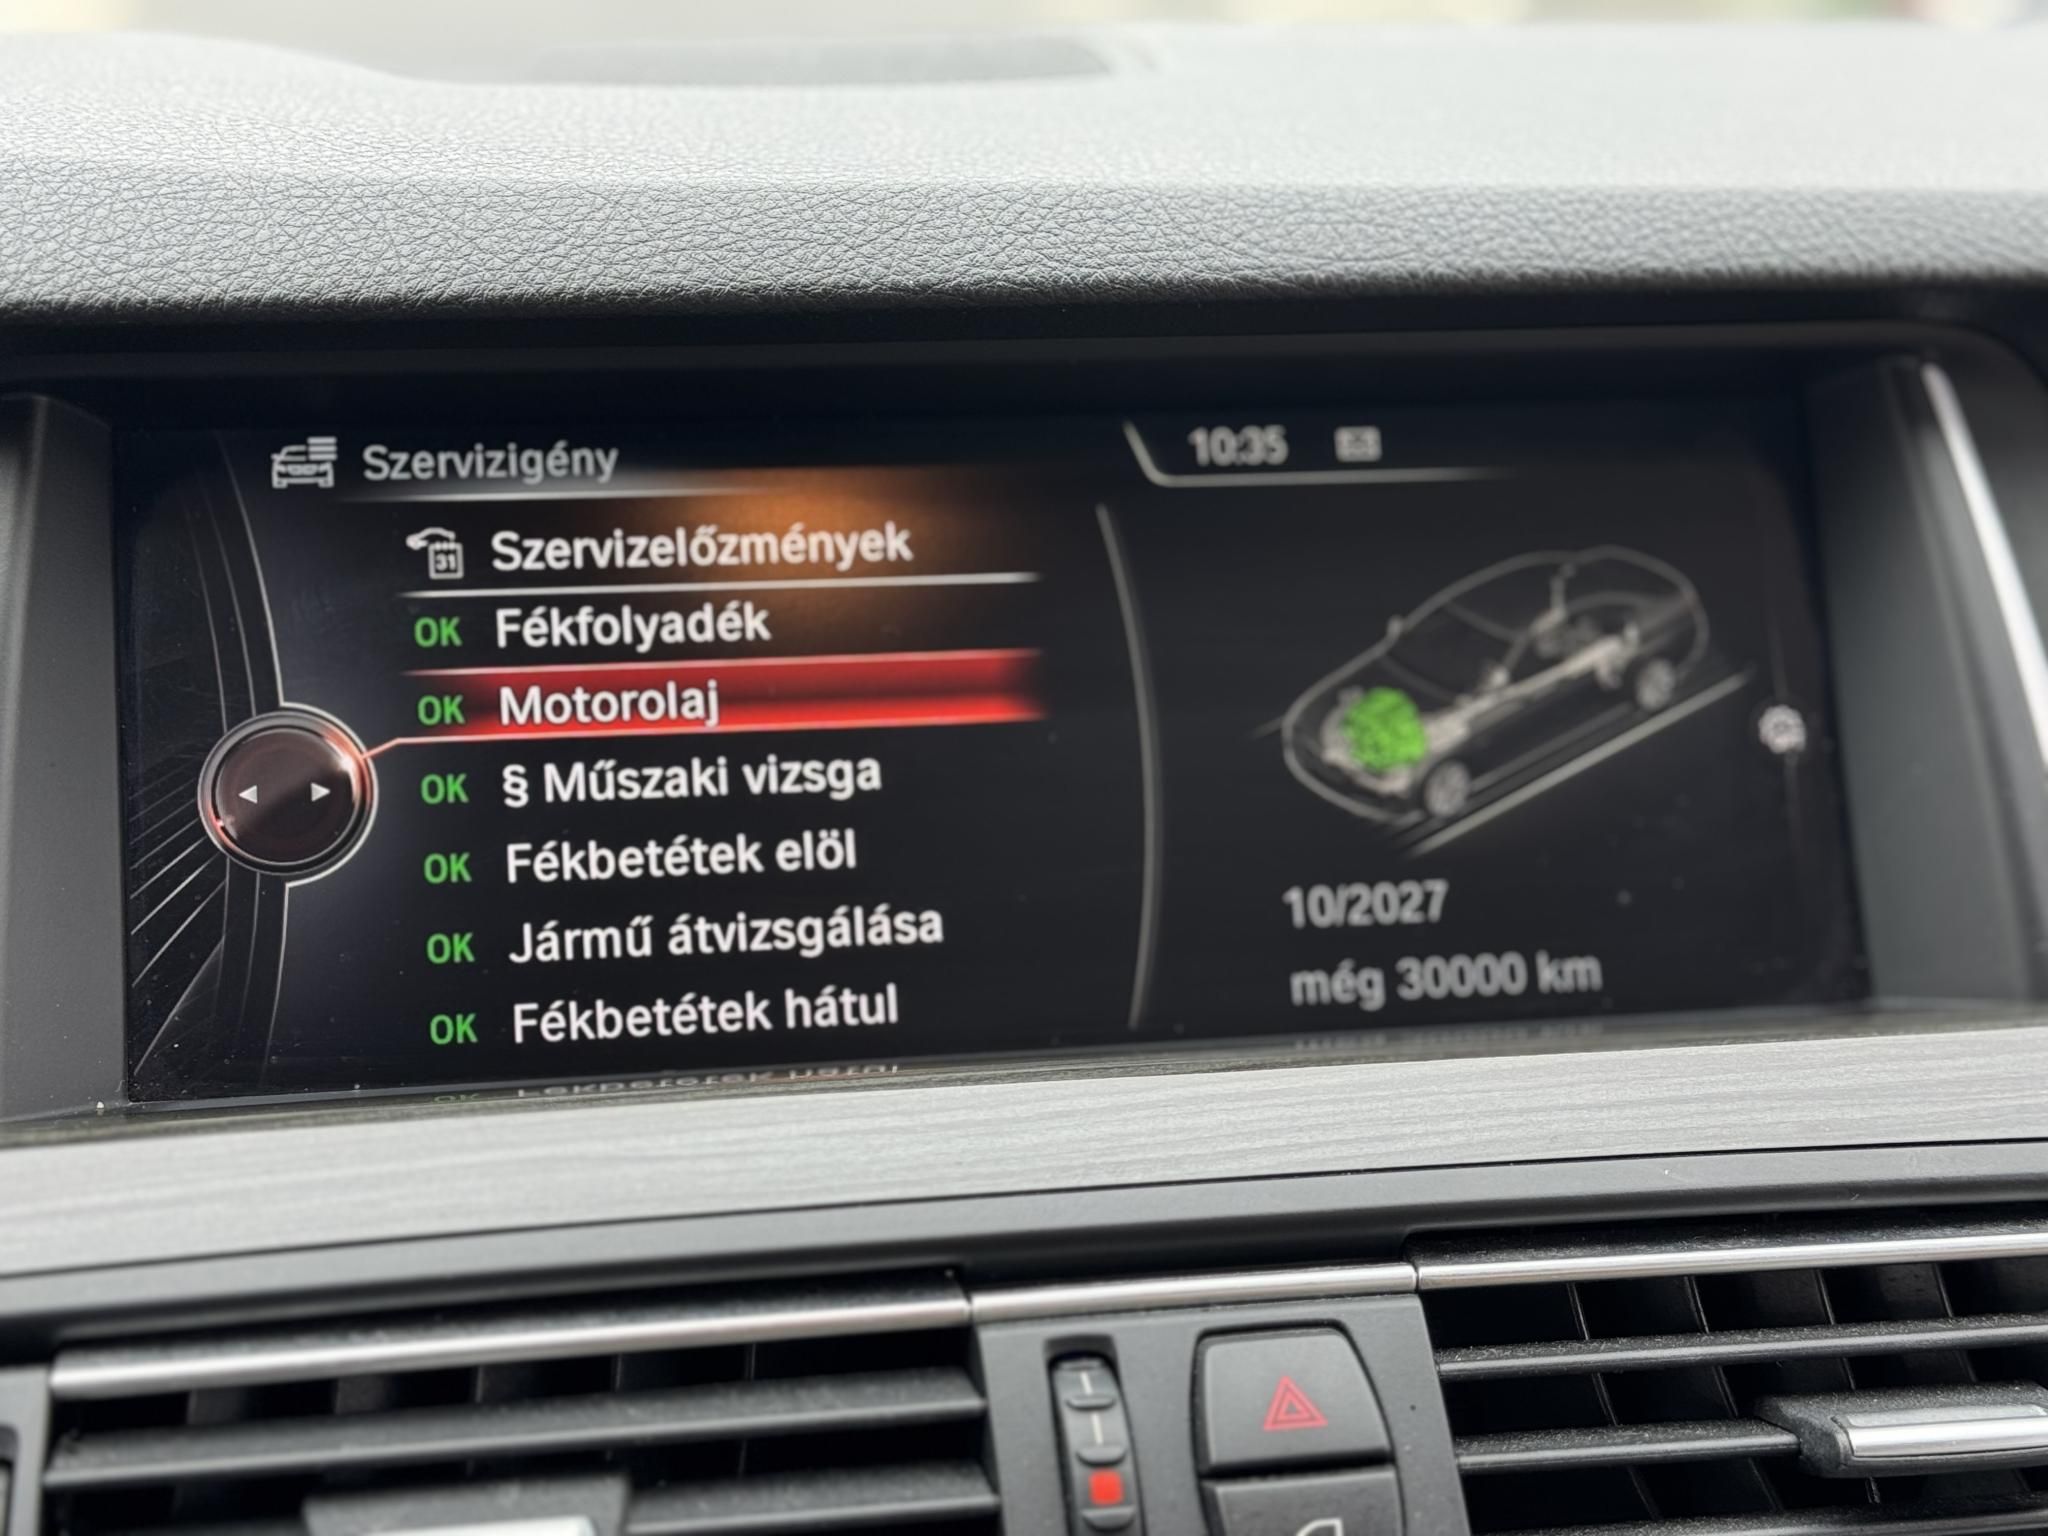 Szervizigény
10:35
31 Szervizelőzmények
OK Fékfolyadék
OK Motorolaj
OK § Műszaki vizsga
OK Fékbetétek elöl
OK Jármű átvizsgálása
OK Fékbetétek hátul
10/2027
még 30000 km